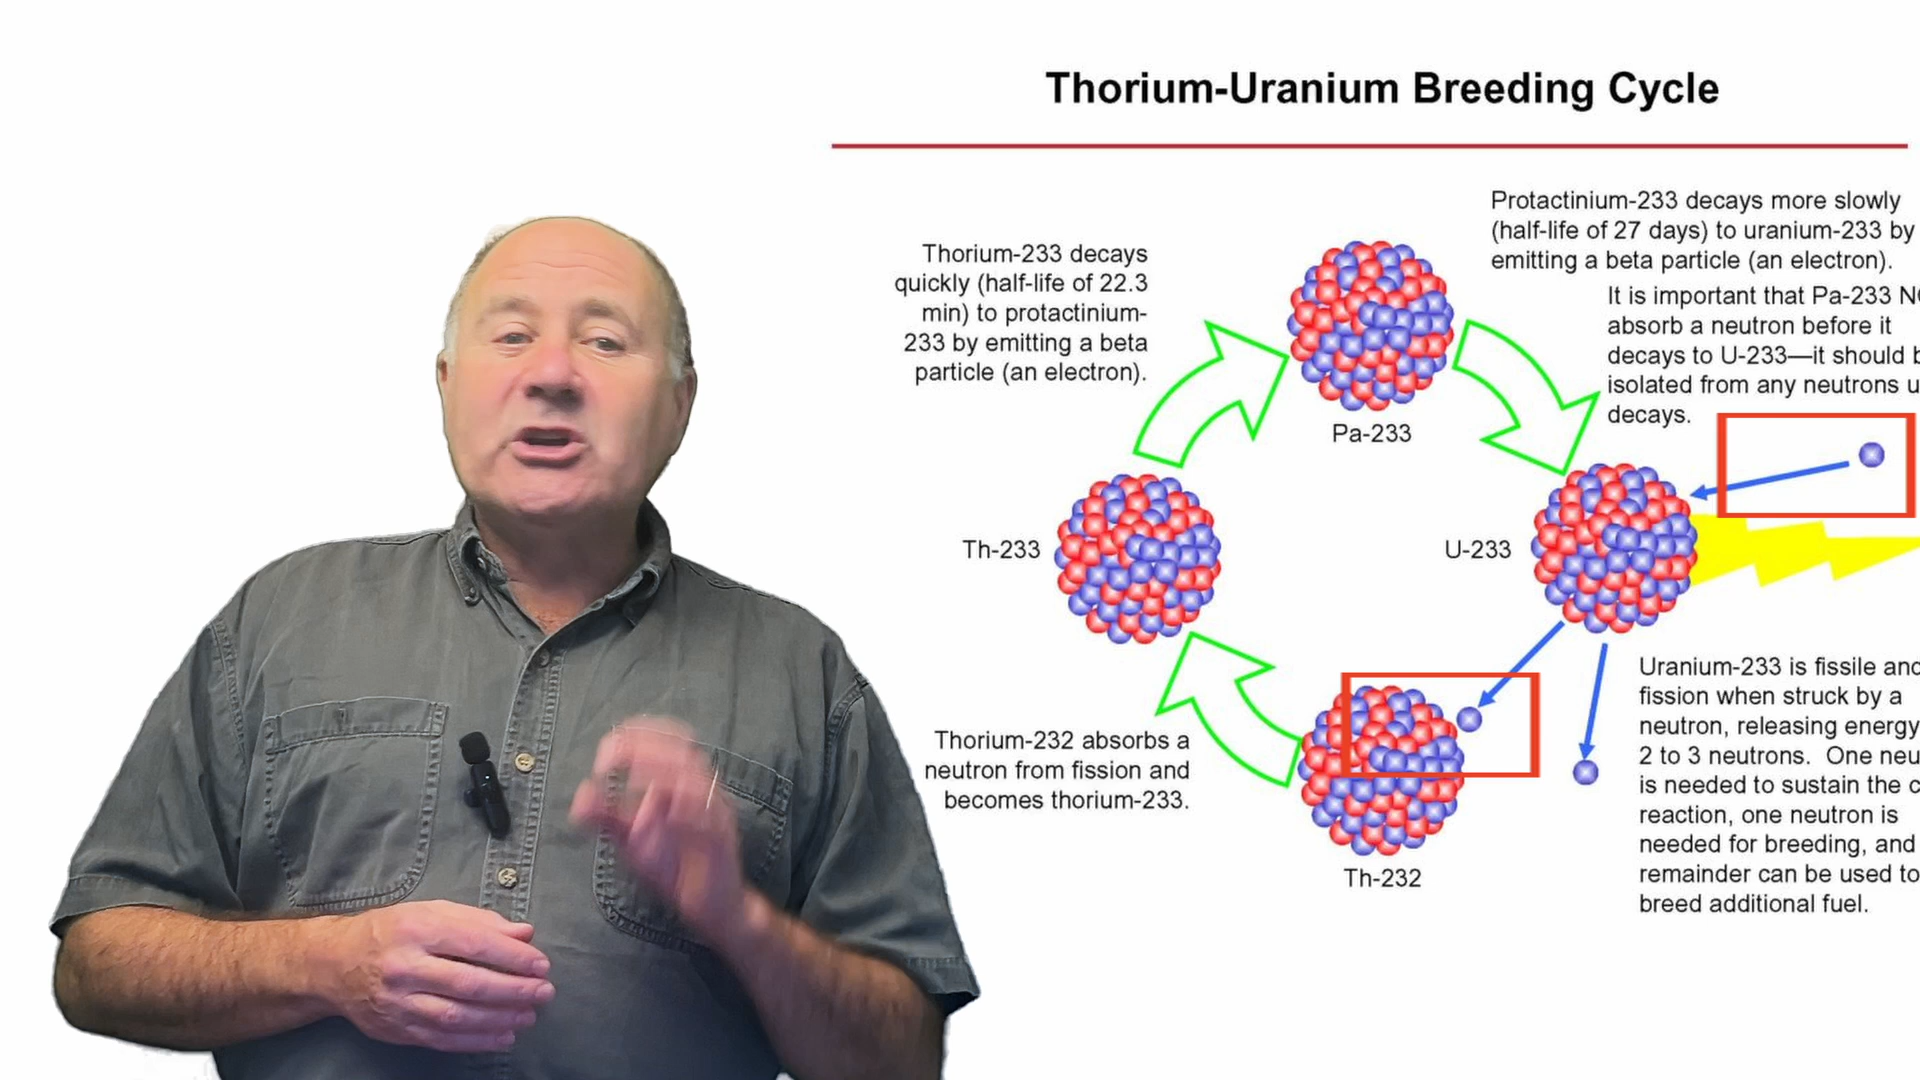 Thorium-Uranium Breeding Cycle
Thorium-233 decays
quickly (half-life of 22.3
min) to protactinium-
233 by emitting a beta
particle (an electron).
Protactinium-233 decays more slowly
(half-life of 27 days) to uranium-233 by
emitting a beta particle (an electron).
It is important that Pa-233
absorb a neutron before it
decays to U-233—it should
isolated from any neutrons
decays.
Pa-233
Th-233
U-233
Thorium-232 absorbs a
neutron from fission and
becomes thorium-233.
Th-232
Uranium-233 is fissile
fission when struck by a
neutron, releasing energy
2 to 3 neutrons. One
is needed to sustain the
reaction, one neutron is
needed for breeding, and
remainder can be used to
breed additional fuel.